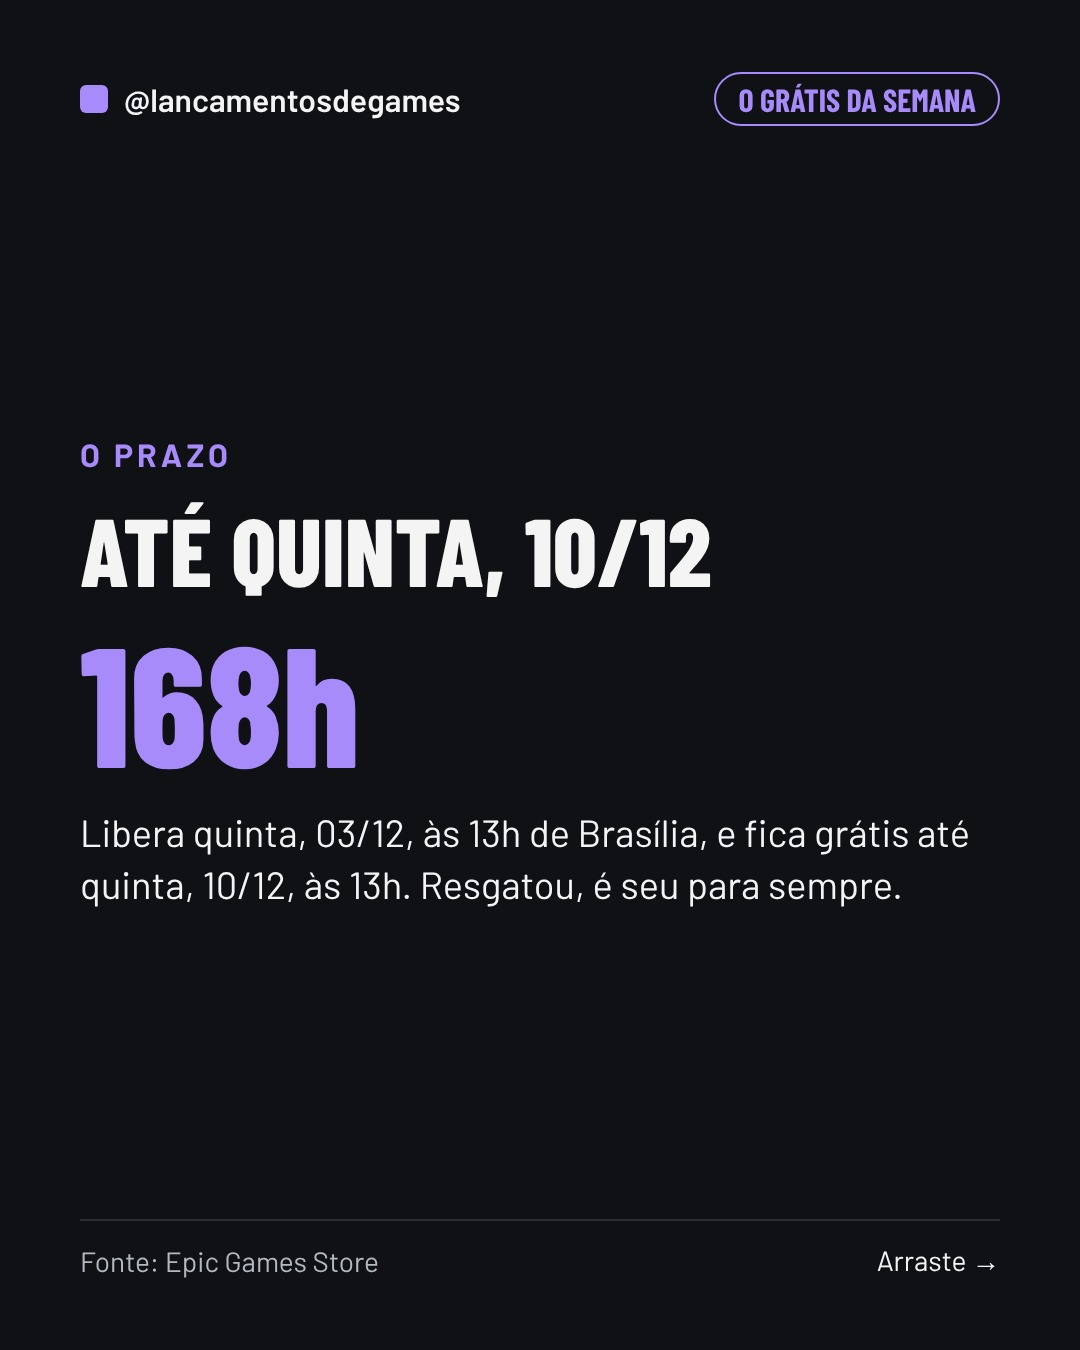 @lancamentosdegames
O GRÁTIS DA SEMANA
O PRAZO
ATÉ QUINTA, 10/12
168h
Libera quinta, 03/12, às 13h de Brasília, e fica grátis até
quinta, 10/12, às 13h. Resgatou, é seu para sempre.
Fonte: Epic Games Store
Arraste →